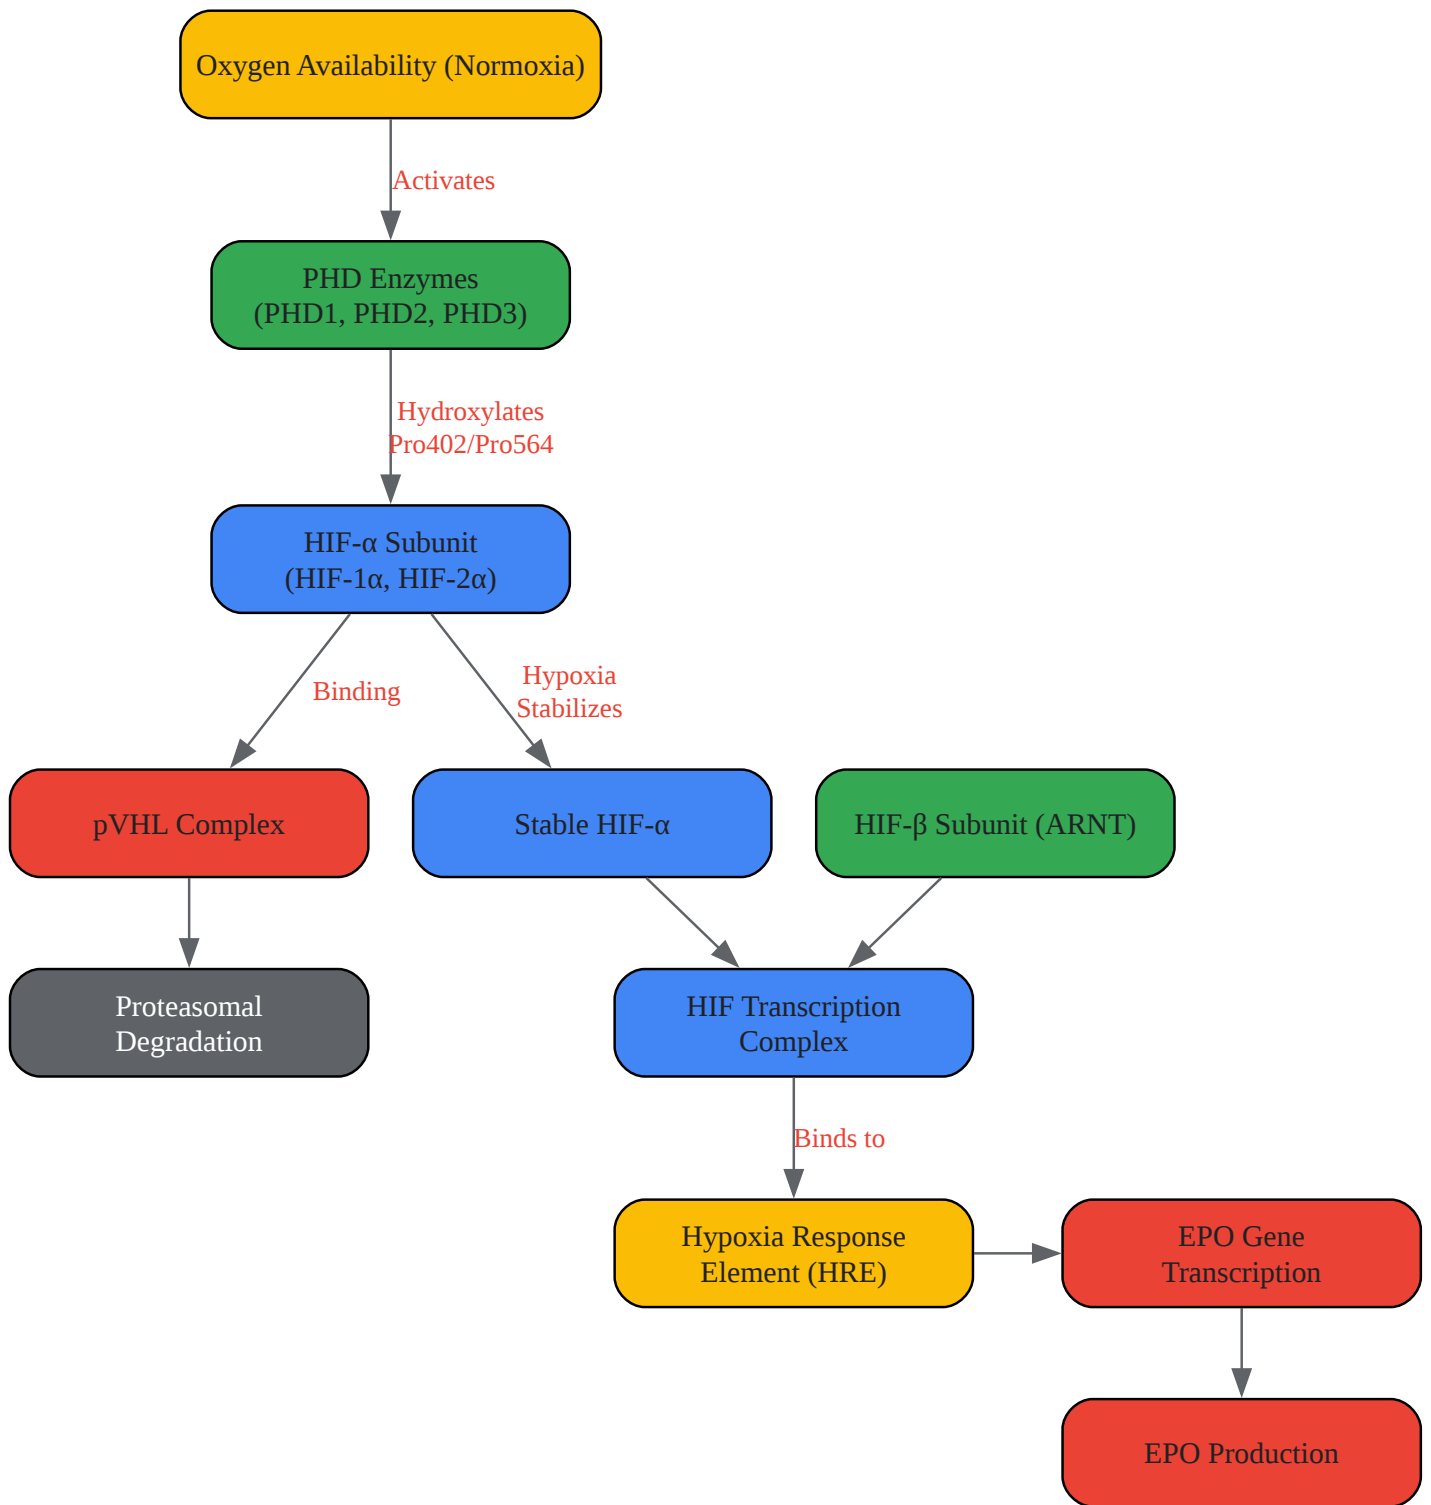 Oxygen Availability (Normoxia)
Activates
PHD Enzymes
(PHD1, PHD2, PHD3)
Hydroxylates
Pro402/Pro564
HIF-α Subunit
(HIF-1α, HIF-2α)
Binding
Hypoxia
Stabilizes
pVHL Complex
Stable HIF-α
HIF-β Subunit (ARNT)
Proteasomal
Degradation
HIF Transcription
Complex
Binds to
Hypoxia Response
Element (HRE)
EPO Gene
Transcription
EPO Production